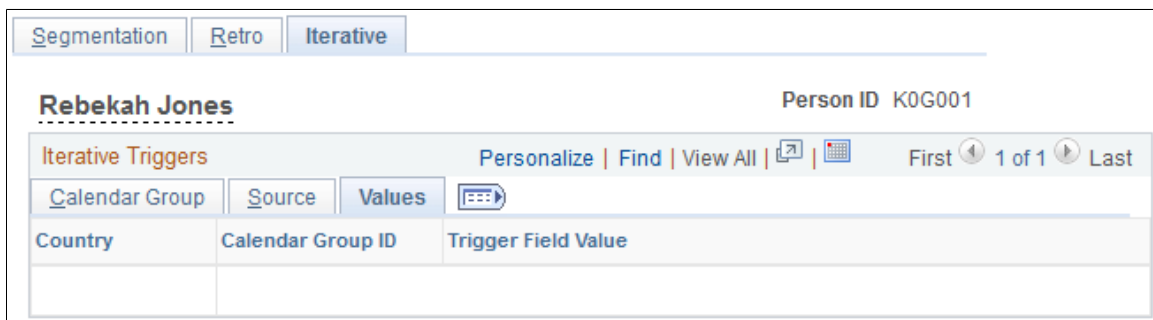 Segmentation Retro Iterative
Rebekah Jones Person ID K0G001
Iterative Triggers Personalize | Find | View All | | First 1 of 1 Last
Calendar Group Source Values
Country Calendar Group ID Trigger Field Value